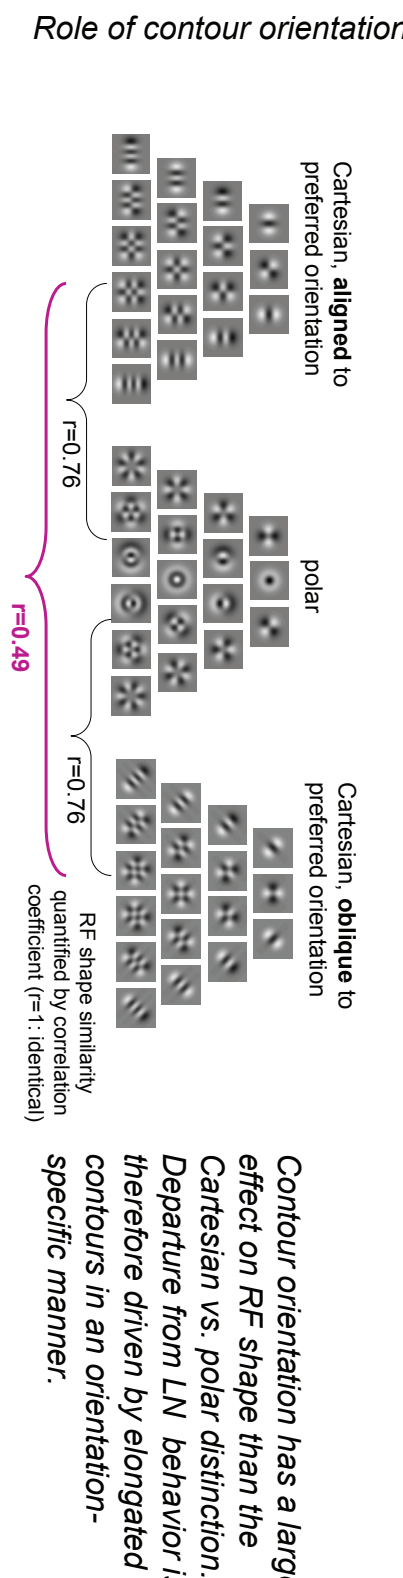 Role of contour orientation
Cartesian, aligned to
preferred orientation
polar
Cartesian, oblique to
preferred orientation
r=0.76
r=0.76
r=0.49
RF shape similarity
quantified by correlation
coefficient (r=1: identical)
Contour orientation has a large
effect on RF shape than the
Cartesian vs. polar distinction.
Departure from LN behavior i
therefore driven by elongated
contours in an orientation-
specific manner.